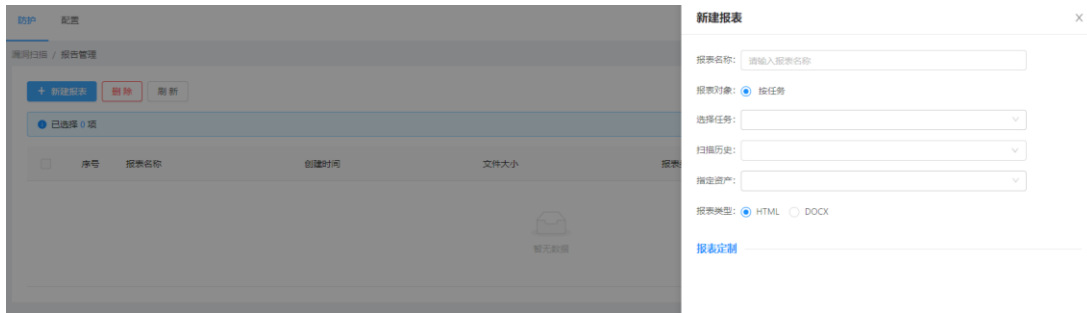 防护 配置
漏洞扫描 / 报告管理
+ 新建报表 删 除 刷 新
已选择 0 项
序号 报表名称 创建时间 文件大小 报表
暂无数据
新建报表
报表名称: 请输入报表名称
报表对象: 按任务
选择任务:
扫描历史:
指定资产:
报表类型: HTML DOCX
报表定制